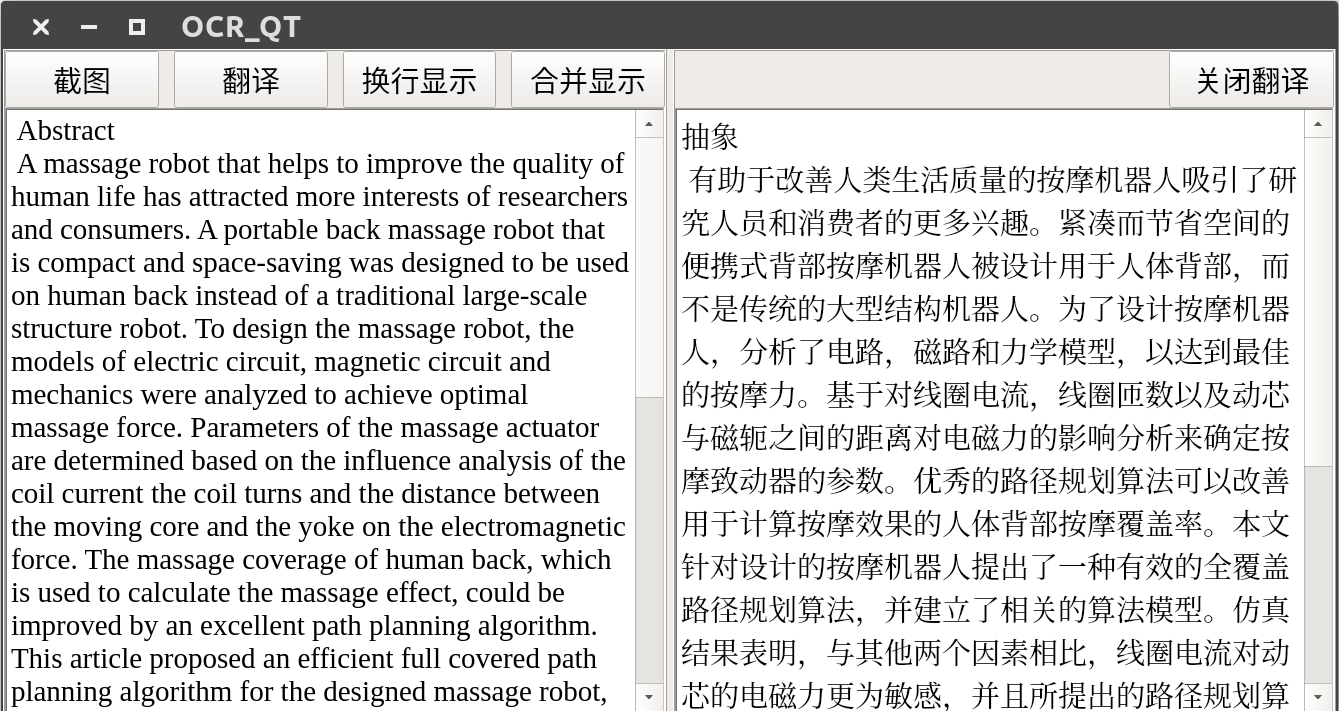 OCR_QT
截图 翻译 换行显示 合并显示 关闭翻译
Abstract
A massage robot that helps to improve the quality of
human life has attracted more interests of researchers
and consumers. A portable back massage robot that
is compact and space-saving was designed to be used
on human back instead of a traditional large-scale
structure robot. To design the massage robot, the
models of electric circuit, magnetic circuit and
mechanics were analyzed to achieve optimal
massage force. Parameters of the massage actuator
are determined based on the influence analysis of the
coil current the coil turns and the distance between
the moving core and the yoke on the electromagnetic
force. The massage coverage of human back, which
is used to calculate the massage effect, could be
improved by an excellent path planning algorithm.
This article proposed an efficient full covered path
planning algorithm for the designed massage robot,
抽象
有助于改善人类生活质量的按摩机器人吸引了研
究人员和消费者的更多兴趣。紧凑而节省空间的
便携式背部按摩机器人被设计用于人体背部，而
不是传统的大型结构机器人。为了设计按摩机器
人，分析了电路，磁路和力学模型，以达到最佳
的按摩力。基于对线圈电流，线圈匝数以及动芯
与磁轭之间的距离对电磁力的影响分析来确定按
摩致动器的参数。优秀的路径规划算法可以改善
用于计算按摩效果的人体背部按摩覆盖率。本文
针对设计的按摩机器人提出了一种有效的全覆盖
路径规划算法，并建立了相关的算法模型。仿真
结果表明，与其他两个因素相比，线圈电流对动
芯的电磁力更为敏感，并且所提出的路径规划算